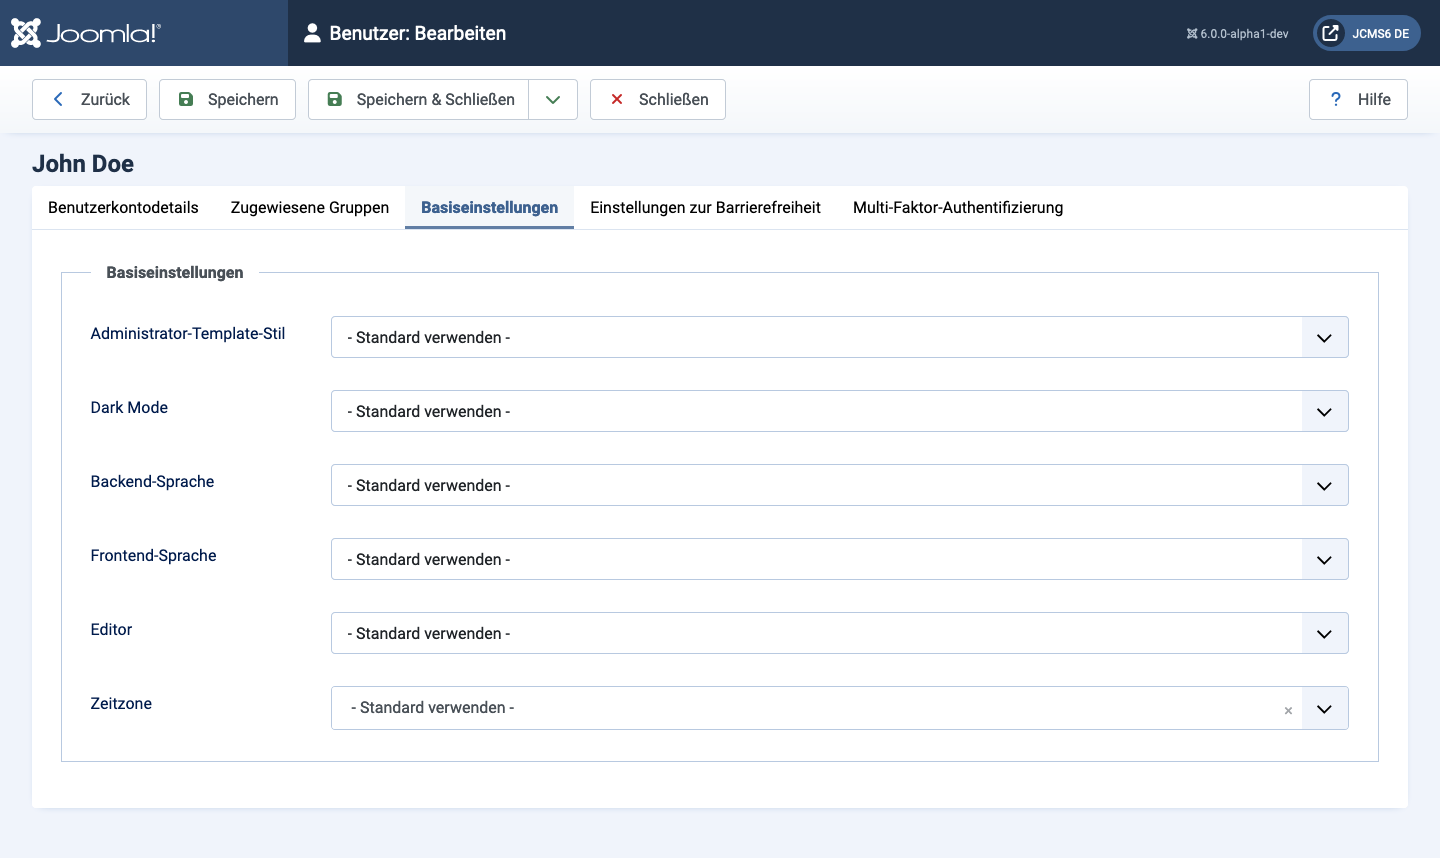 Joomla!®
Benutzer: Bearbeiten
6.0.0-alpha1-dev
JCMS6 DE
Zurück
Speichern
Speichern & Schließen
Schließen
? Hilfe
John Doe
Benutzerkontodetails
Zugewiesene Gruppen
Basiseinstellungen
Einstellungen zur Barrierefreiheit
Multi-Faktor-Authentifizierung
Basiseinstellungen
Administrator-Template-Stil
- Standard verwenden -
Dark Mode
- Standard verwenden -
Backend-Sprache
- Standard verwenden -
Frontend-Sprache
- Standard verwenden -
Editor
- Standard verwenden -
Zeitzone
- Standard verwenden -